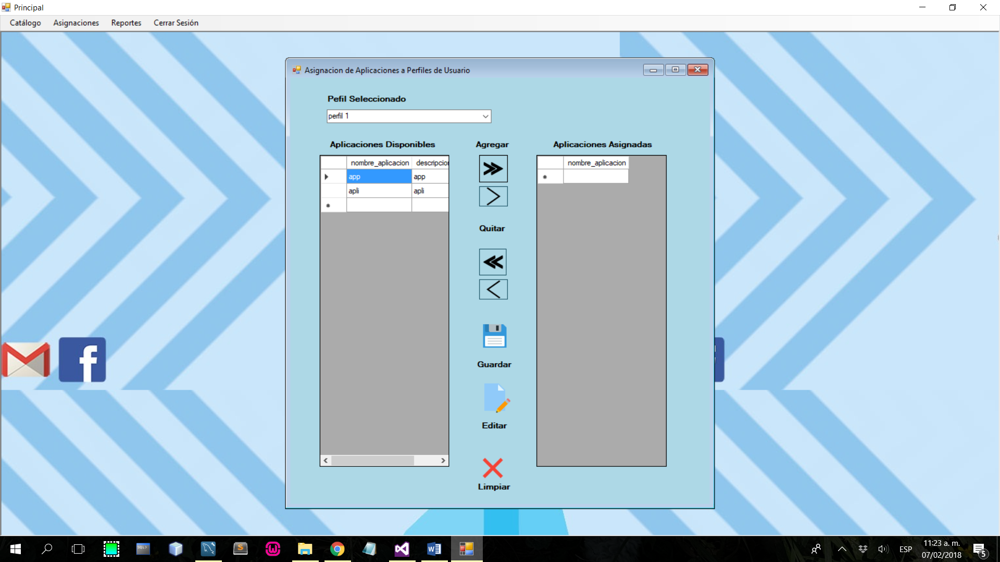 Principal
Catálogo Asignaciones Reportes Cerrar Sesión
Asignacion de Aplicaciones a Perfiles de Usuario
Pefil Seleccionado
perfil 1
Aplicaciones Disponibles Agregar Aplicaciones Asignadas
nombre_aplicacion descripcion nombre_aplicacion
app app
apli apli
Quitar
Guardar
Editar
Limpiar
SQL>
ESP
11:23 a. m.
07/02/2018
5